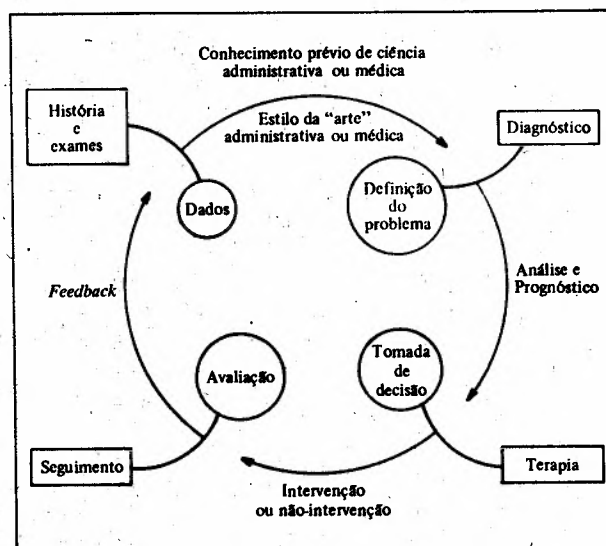 Conhecimento prévio de ciência
administrativa ou médica
Estilo da “arte”
administrativa ou médica
História
e
exames
Dados
Diagnóstico
Definição
do
problema
Análise e
Prognóstico
Feedback
Avaliação
Tomada
de
decisão
Seguimento
Terapia
Intervenção
ou não-intervenção